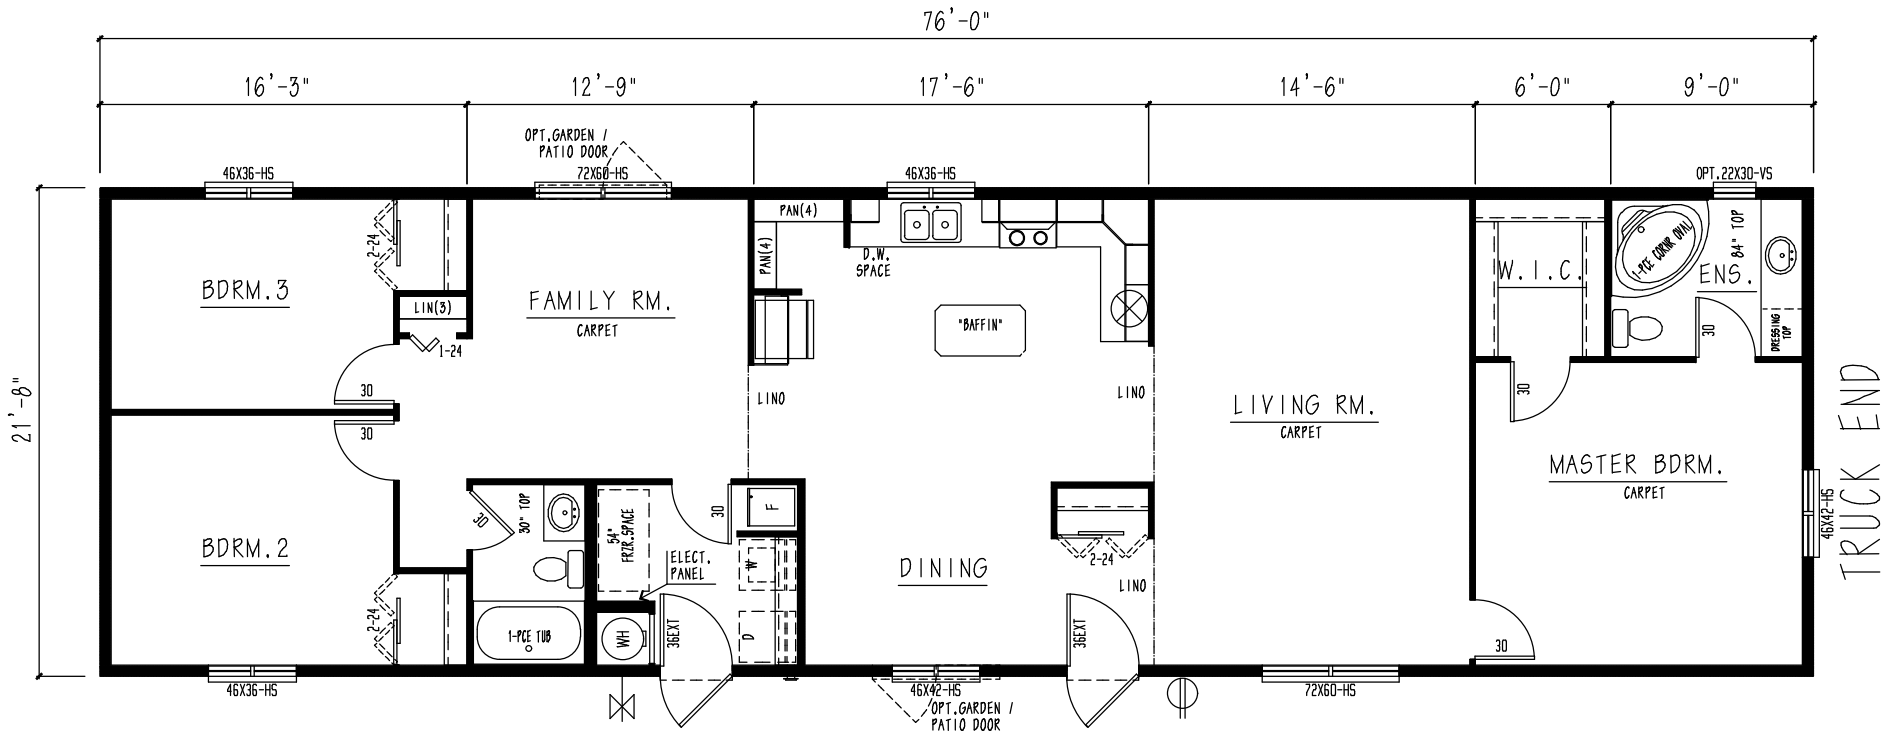 76'-0"
16'-3"
12'-9"
17'-6"
14'-6"
6'-0"
9'-0"
OPT.GARDEN /
PATIO DOOR
46X36-HS
72X60-HS
46X36-HS
OPT.22X30-VS
21'-8"
2-24
BDRM.3
LIN(3)
1-24
30
30
FAMILY RM.
CARPET
PAN(4)
PAN(4)
D.W.
SPACE
"BAFFIN"
LINO
LINO
LIVING RM.
CARPET
W.I.C.
1-PCE CORNR OVAL
84" TOP
ENS.
30
DRESSING
TOP
30
MASTER BDRM.
CARPET
46X42-HS
TRUCK END
BDRM.2
2-24
30
30" TOP
1-PCE TUB
54"
FRZR.SPACE
ELECT.
PANEL
30
F
W
D
WH
36EXT
DINING
2-24
LINO
36EXT
30
46X36-HS
46X42-HS
OPT.GARDEN /
PATIO DOOR
72X60-HS